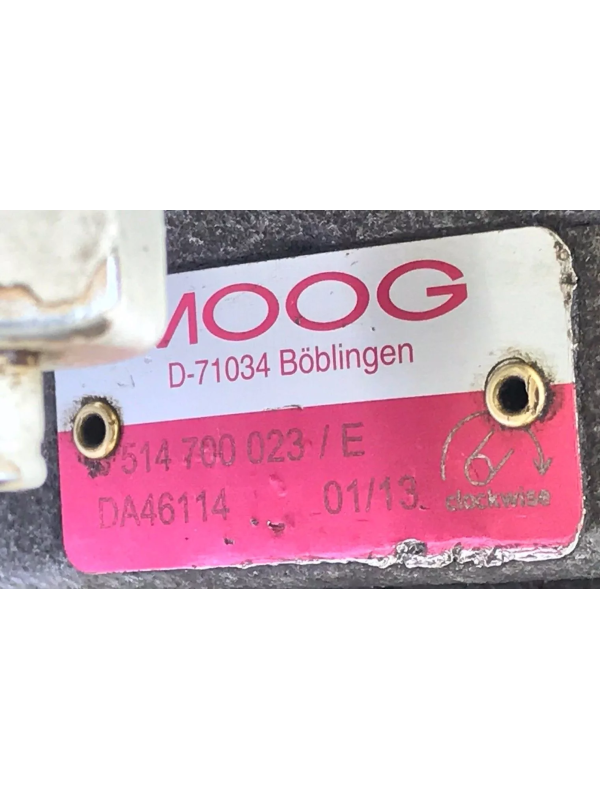 MOOG
D-71034 Böblingen
514 700 023 / E
DA46114 01/13
clockwise